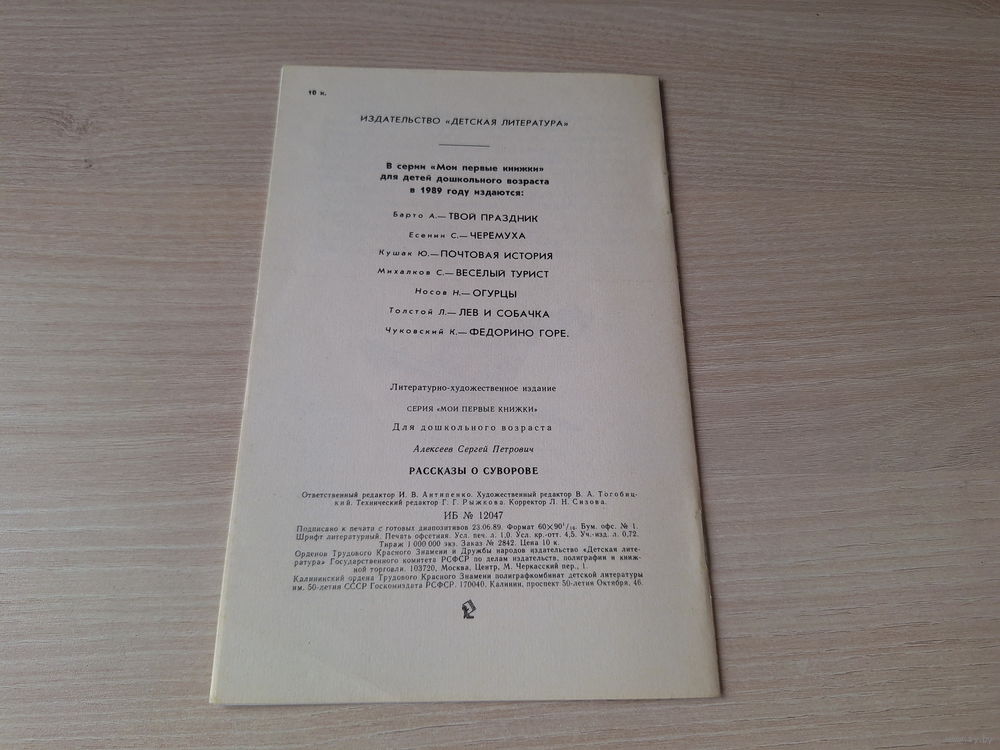 10 к.
ИЗДАТЕЛЬСТВО «ДЕТСКАЯ ЛИТЕРАТУРА»
В серии «Мои первые книжки»
для детей дошкольного возраста
в 1989 году издаются:
Барто А.—ТВОЙ ПРАЗДНИК
Есенин С.—ЧЕРЕМУХА
Кушак Ю.—ПОЧТОВАЯ ИСТОРИЯ
Михалков С.—ВЕСЕЛЫЙ ТУРИСТ
Носов Н.—ОГУРЦЫ
Толстой Л.—ЛЕВ И СОБАЧКА
Чуковский К.—ФЕДОРИНО ГОРЕ.
Литературно-художественное издание
СЕРИЯ «МОИ ПЕРВЫЕ КНИЖКИ»
Для дошкольного возраста
Алексеев Сергей Петрович
РАССКАЗЫ О СУВОРОВЕ
Ответственный редактор И. В. Антипенко. Художественный редактор В. А. Тогобиц-
кий. Технический редактор Г. Г. Рыжкова. Корректор Л. Н. Сизова.
ИБ № 12047
Подписано к печати с готовых диапозитивов 23.06.89. Формат 60×90¹/₁₆. Бум. офс. № 1.
Шрифт литературный. Печать офсетная. Усл. печ. л. 1,0. Усл. кр.-отт. 4,5. Уч.-изд. л. 0,72.
Тираж 1 000 000 экз. Заказ № 2842. Цена 10 к.
Орденов Трудового Красного Знамени и Дружбы народов издательство «Детская лите-
ратура» Государственного комитета РСФСР по делам издательств, полиграфии и книж-
ной торговли. 103720, Москва, Центр, М. Черкасский пер., 1.
Калининский ордена Трудового Красного Знамени полиграфкомбинат детской литературы
им. 50-летия СССР Госкомиздата РСФСР. 170040, Калинин, проспект 50-летия Октября, 46.